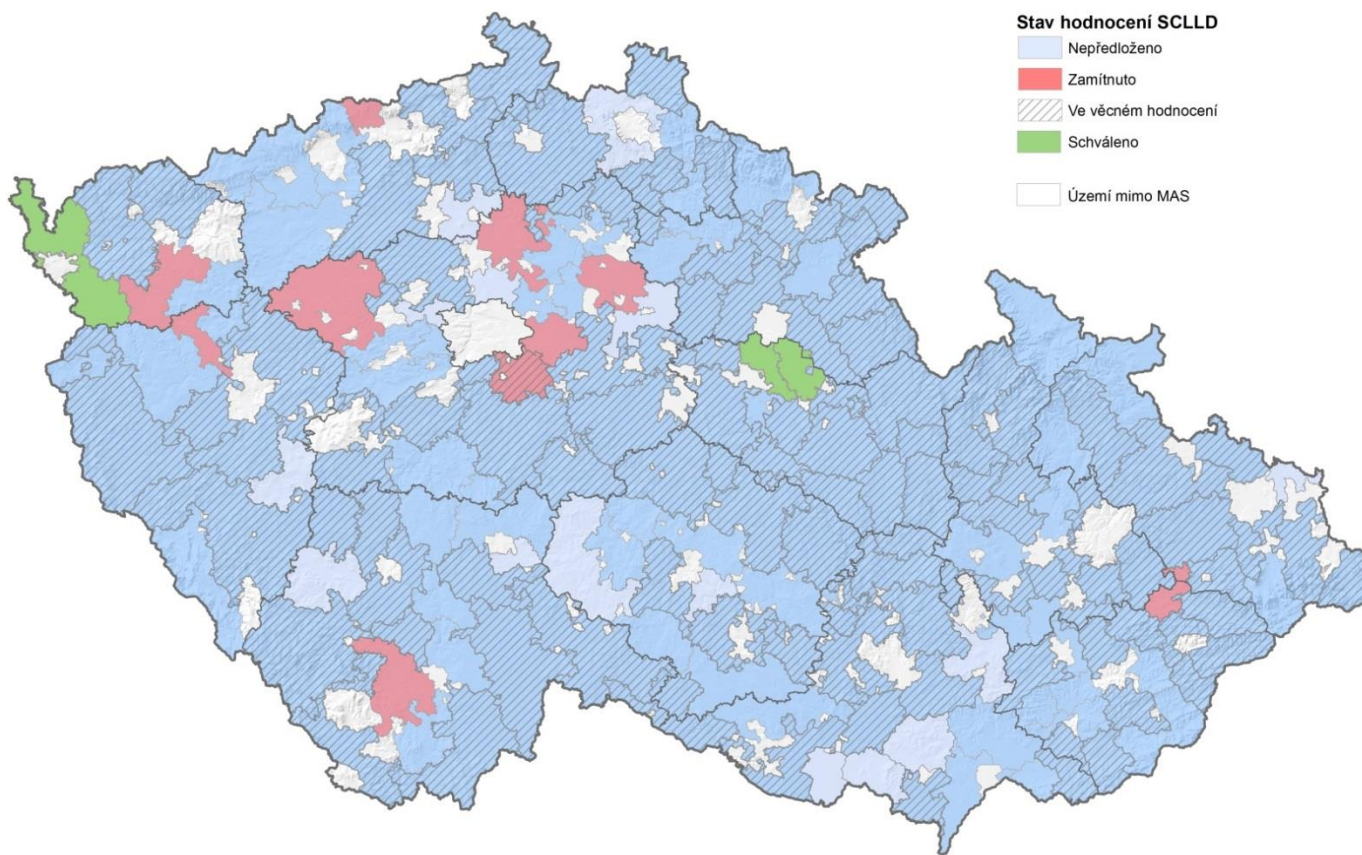 Stav hodnocení SCLLD
Nepředloženo
Zamítnuto
Ve věcném hodnocení
Schváleno
Území mimo MAS